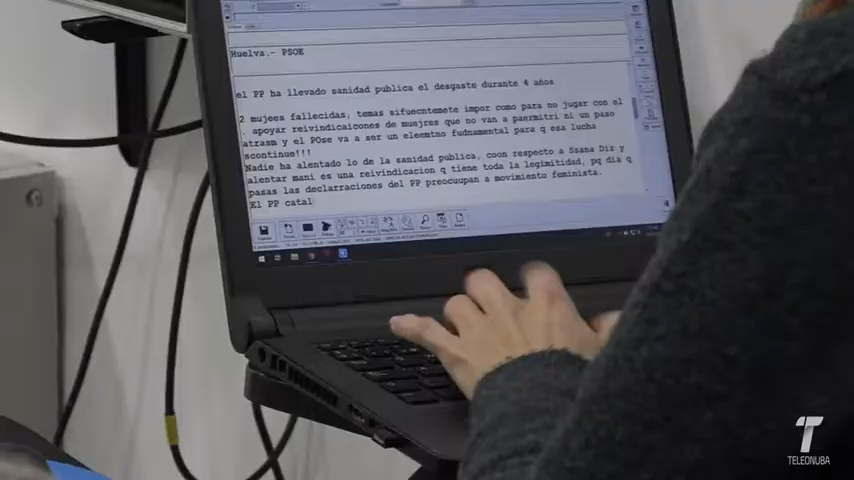 Huelva.- PSOE
el PP ha llevado sanidad publica el desgaste durante 4 años
2 mujees fallecidas, temas sifuecntemete impor como para no jugar con el
. apoyar reivindicaicones de muejres que no van a paermitri ni un paso
atrasm y el POse va a ser un eleemtno fudnamental para q esa lucha
scontinue!!!
Nadie ha alentado lo de la sanidad publica, coon respecto a Ssana Diz y
alentar mani es una reivindicacion q tiene toda la legimitidad, pq dia q
pasas las declarraciones del PP preocuupan a movimiento feminista.
El PP catal
T
TELEONUBA